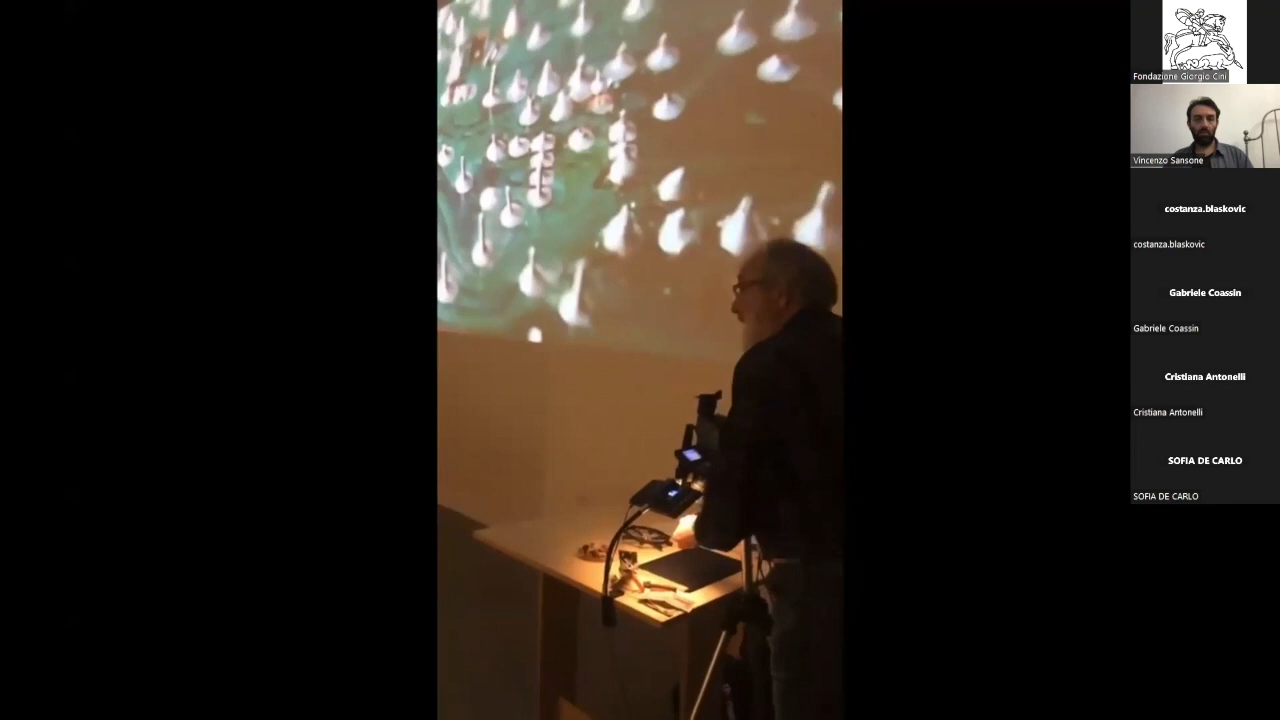 Fondazione Giorgio Cini
Vincenzo Sansone
costanza.blaskovic
costanza.blaskovic
Gabriele Coassin
Gabriele Coassin
Cristiana Antonelli
Cristiana Antonelli
SOFIA DE CARLO
SOFIA DE CARLO